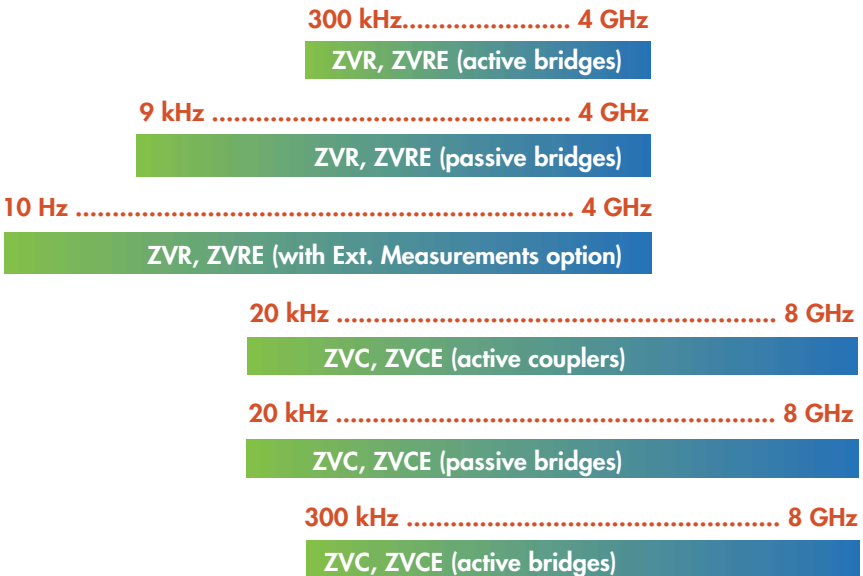 300 kHz...................... 4 GHz
ZVR, ZVRE (active bridges)
9 kHz ............................................... 4 GHz
ZVR, ZVRE (passive bridges)
10 Hz .................................................................. 4 GHz
ZVR, ZVRE (with Ext. Measurements option)
20 kHz .......................................................... 8 GHz
ZVC, ZVCE (active couplers)
20 kHz .......................................................... 8 GHz
ZVC, ZVCE (passive bridges)
300 kHz ................................................. 8 GHz
ZVC, ZVCE (active bridges)